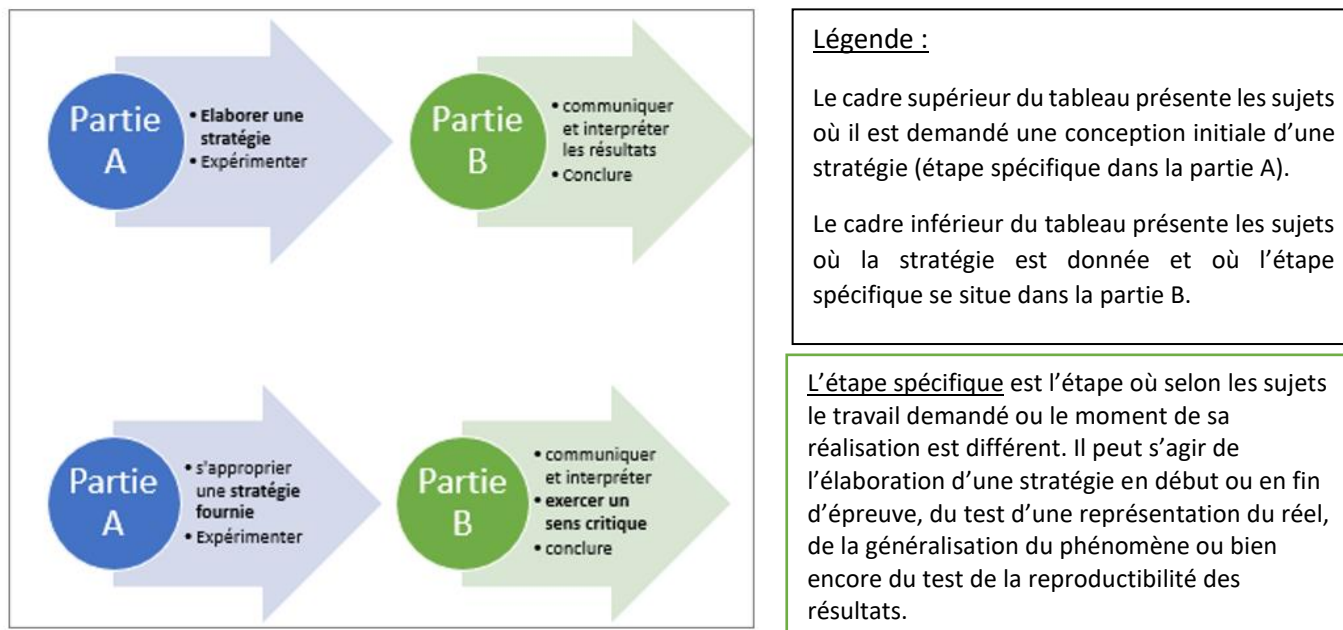 Partie
A
• Elaborer une
stratégie
• Expérimenter
Partie
B
• communiquer
et interpréter
les résultats
• Conclure
Partie
A
• s'approprier
une stratégie
fournie
• Expérimenter
Partie
B
• communiquer
et interpréter
• exercer un
sens critique
• conclure
Légende :
Le cadre supérieur du tableau présente les sujets
où il est demandé une conception initiale d’une
stratégie (étape spécifique dans la partie A).
Le cadre inférieur du tableau présente les sujets
où la stratégie est donnée et où l’étape
spécifique se situe dans la partie B.
L’étape spécifique est l’étape où selon les sujets
le travail demandé ou le moment de sa
réalisation est différent. Il peut s’agir de
l’élaboration d’une stratégie en début ou en fin
d’épreuve, du test d’une représentation du réel,
de la généralisation du phénomène ou bien
encore du test de la reproductibilité des
résultats.